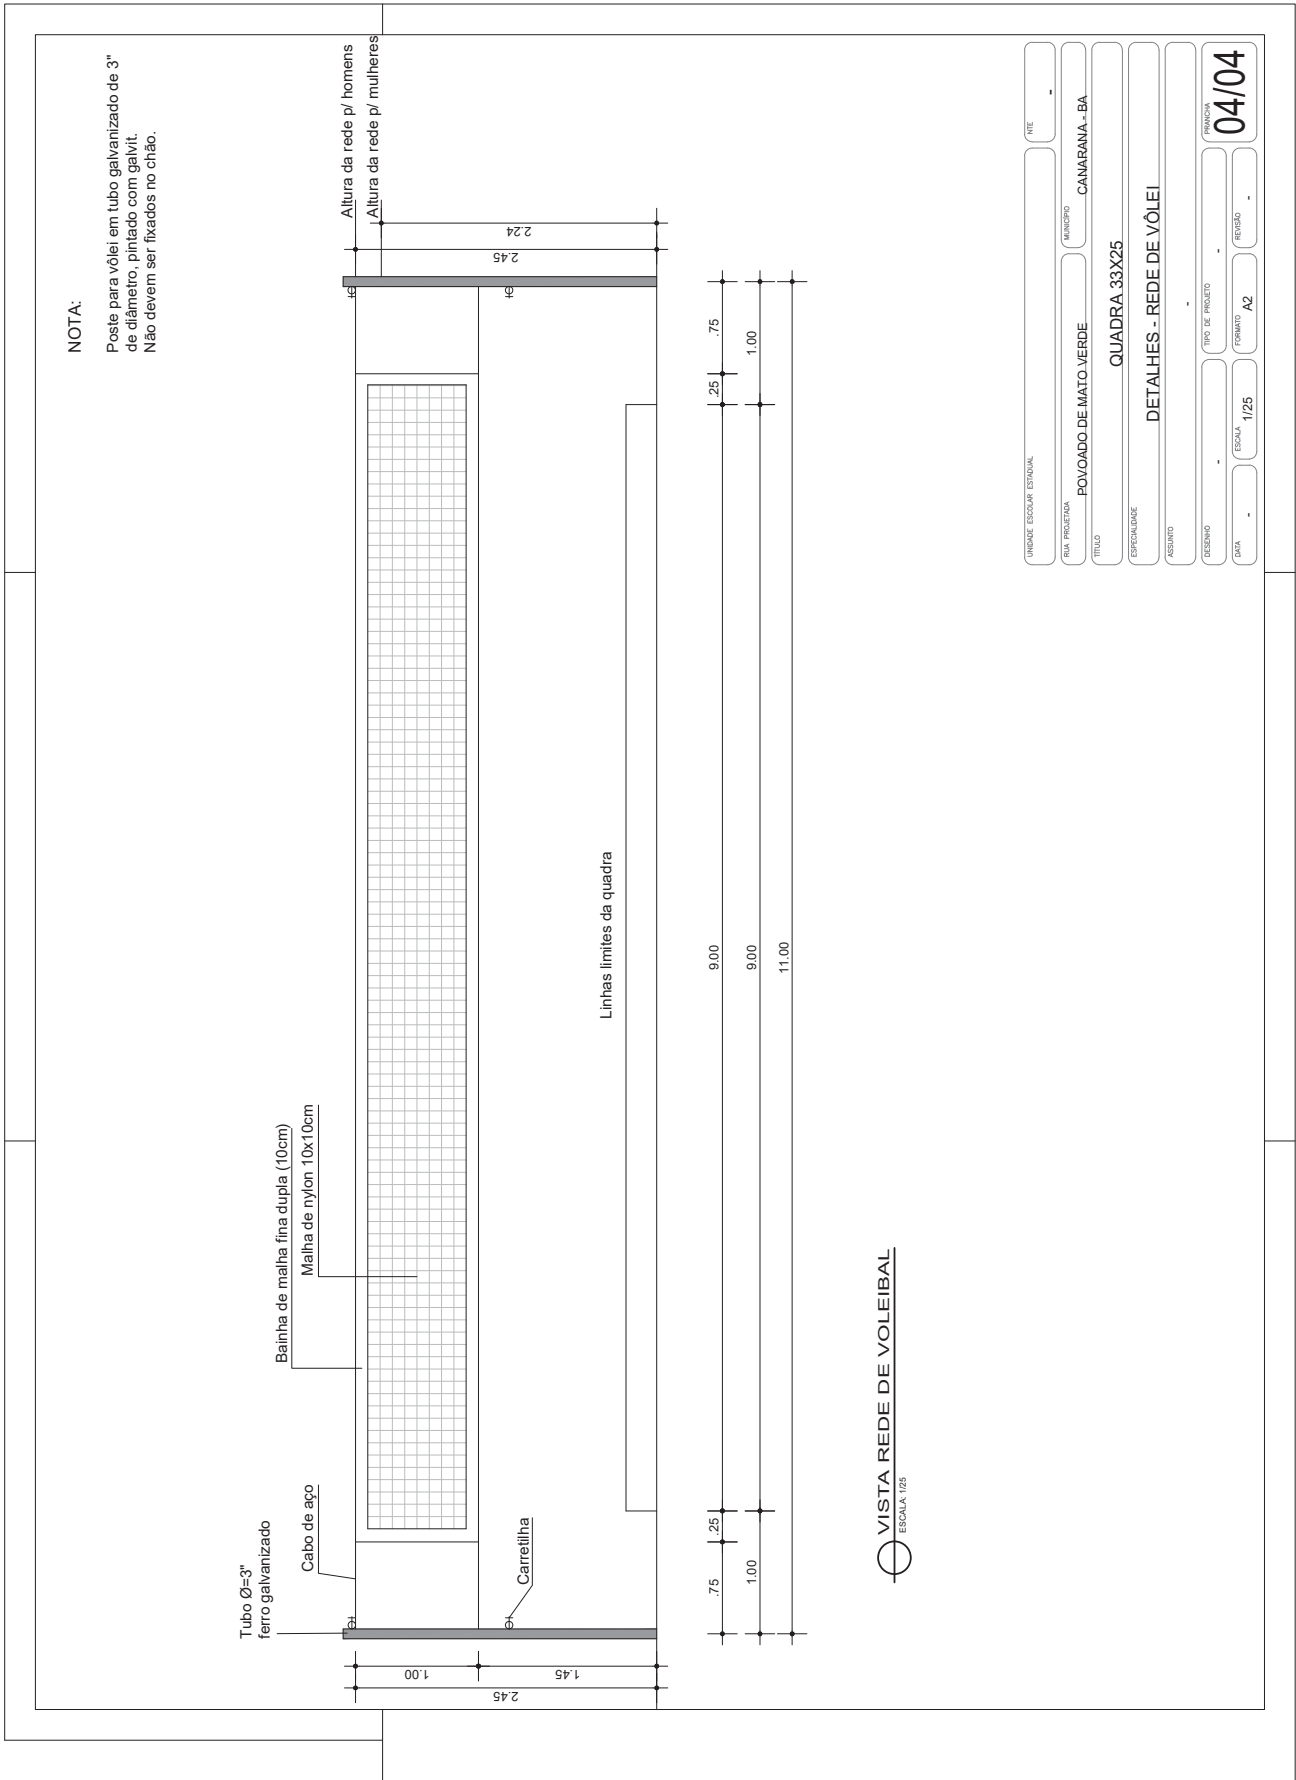 NOTA:
Poste para vôlei em tubo galvanizado de 3"
de diâmetro, pintado com galvit.
Não devem ser fixados no chão.
Altura da rede p/ homens
Altura da rede p/ mulheres
Tubo Ø=3"
ferro galvanizado
Cabo de aço
Bainha de malha fina dupla (10cm)
Malha de nylon 10x10cm
Carretilha
Linhas limites da quadra
2.45
1.00
1.45
2.45
2.24
.75
.25
9.00
.25
.75
1.00
9.00
1.00
11.00
VISTA REDE DE VOLEIBAL
ESCALA: 1/25
UNIDADE ESCOLAR ESTADUAL
NTE
-
RUA PROJETADA
POVOADO DE MATO VERDE
MUNICÍPIO
CANARANA - BA
TÍTULO
QUADRA 33X25
ESPECIALIDADE
DETALHES - REDE DE VÔLEI
ASSUNTO
-
DESENHO
-
TIPO DE PROJETO
-
PRANCHA
04/04
DATA
-
ESCALA
1/25
FORMATO
A2
REVISÃO
-